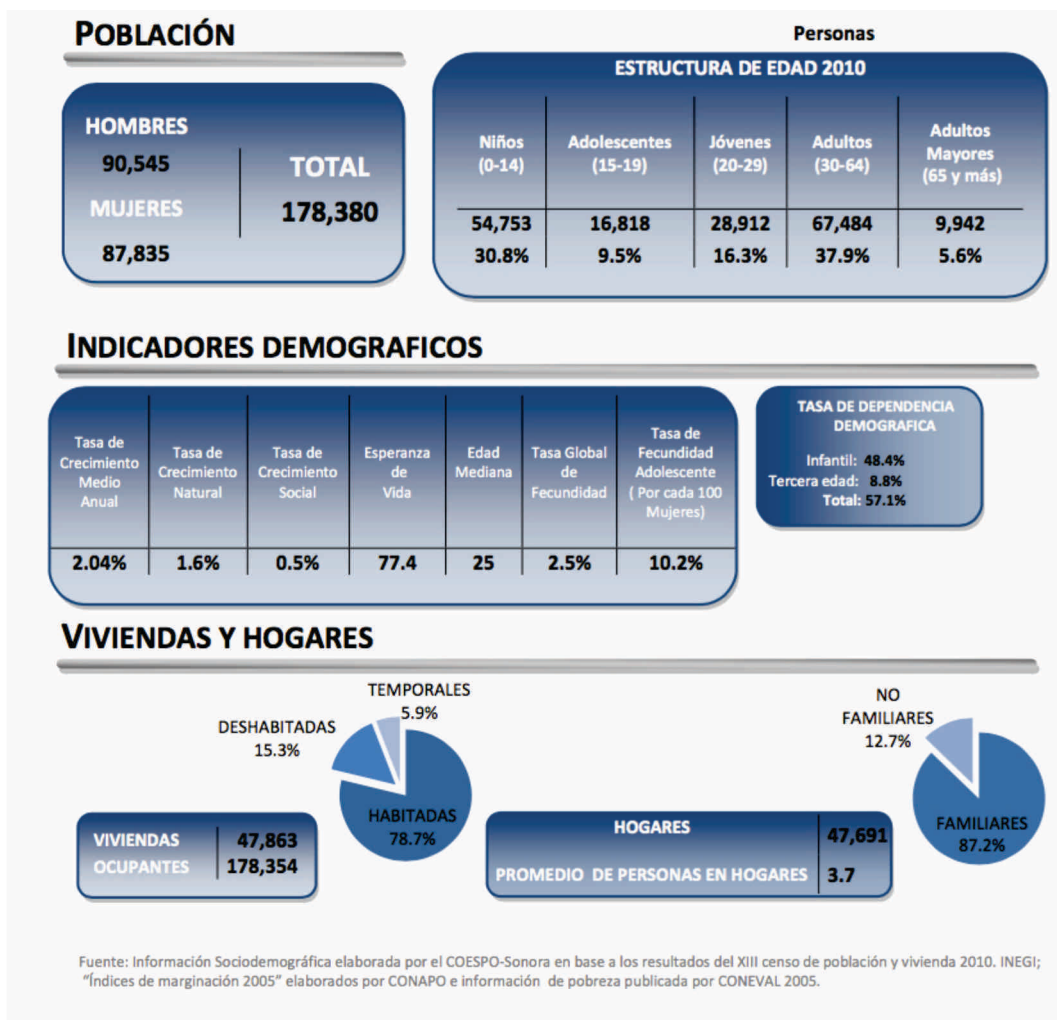 POBLACIÓN
HOMBRES
90,545
MUJERES
87,835
TOTAL
178,380
Personas
ESTRUCTURA DE EDAD 2010
Niños
(0-14)
Adolescentes
(15-19)
Jóvenes
(20-29)
Adultos
(30-64)
Adultos
Mayores
(65 y más)
54,753 16,818 28,912 67,484 9,942
30.8% 9.5% 16.3% 37.9% 5.6%
INDICADORES DEMOGRAFICOS
Tasa de
Crecimiento
Medio
Anual
Tasa de
Crecimiento
Natural
Tasa de
Crecimiento
Social
Esperanza
de
Vida
Edad
Mediana
Tasa Global
de
Fecundidad
Tasa de
Fecundidad
Adolescente
( Por cada 100
Mujeres)
2.04% 1.6% 0.5% 77.4 25 2.5% 10.2%
TASA DE DEPENDENCIA
DEMOGRAFICA
Infantil: 48.4%
Tercera edad: 8.8%
Total: 57.1%
VIVIENDAS Y HOGARES
TEMPORALES
5.9%
DESHABITADAS
15.3%
HABITADAS
78.7%
VIVIENDAS 47,863
OCUPANTES 178,354
NO
FAMILIARES
12.7%
FAMILIARES
87.2%
HOGARES 47,691
PROMEDIO DE PERSONAS EN HOGARES 3.7
Fuente: Información Sociodemográfica elaborada por el COESPO-Sonora en base a los resultados del XIII censo de población y vivienda 2010. INEGI;
"Índices de marginación 2005" elaborados por CONAPO e información de pobreza publicada por CONEVAL 2005.